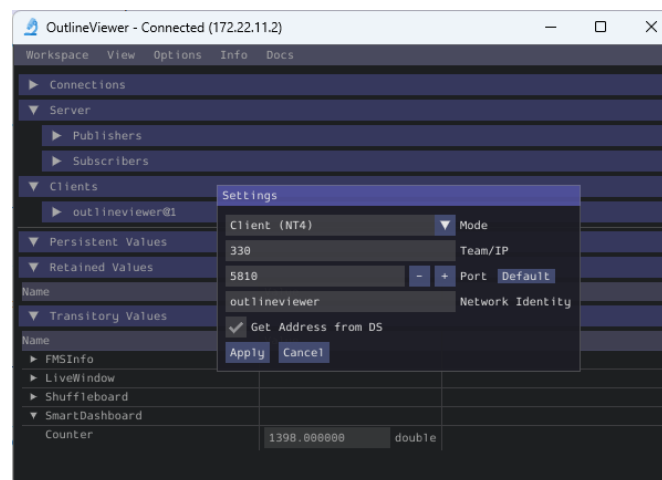 OutlineViewer - Connected (172.22.11.2)
Workspace View Options Info Docs
Connections
Server
Publishers
Subscribers
Clients
outlineviewer@1
Persistent Values
Retained Values
Name
Transitory Values
Name
FMSInfo
LiveWindow
Shuffleboard
SmartDashboard
Counter 1398.000000 double
Settings
Client (NT4) Mode
330 Team/IP
5810 - + Port Default
outlineviewer Network Identity
Get Address from DS
Apply Cancel